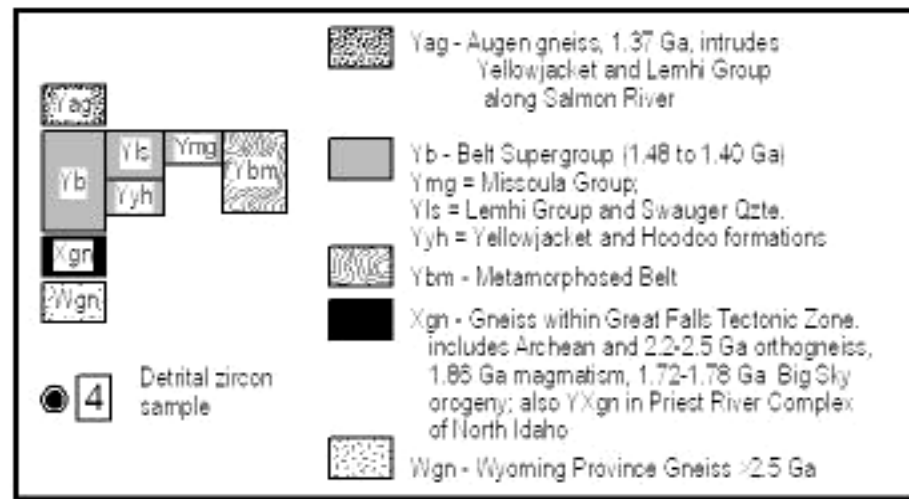 Yag
Yb
Yls
Ymg
Ybm
Yyh
Xgn
Wgn
4
Detrital zircon
sample
Yag - Augen gneiss, 1.37 Ga, intrudes
Yellowjacket and Lemhi Group
along Salmon River
Yb - Belt Supergroup (1.48 to 1.40 Ga)
Ymg = Missoula Group;
Yls = Lemhi Group and Swauger Qzte.
Yyh = Yellowjacket and Hoodoo formations
Ybm - Metamorphosed Belt
Xgn - Gneiss within Great Falls Tectonic Zone.
includes Archean and 2.2-2.5 Ga orthogneiss,
1.86 Ga magmatism, 1.72-1.78 Ga Big Sky
orogeny; also YXgn in Priest River Complex
of North Idaho
Wgn - Wyoming Province Gneiss >2.5 Ga